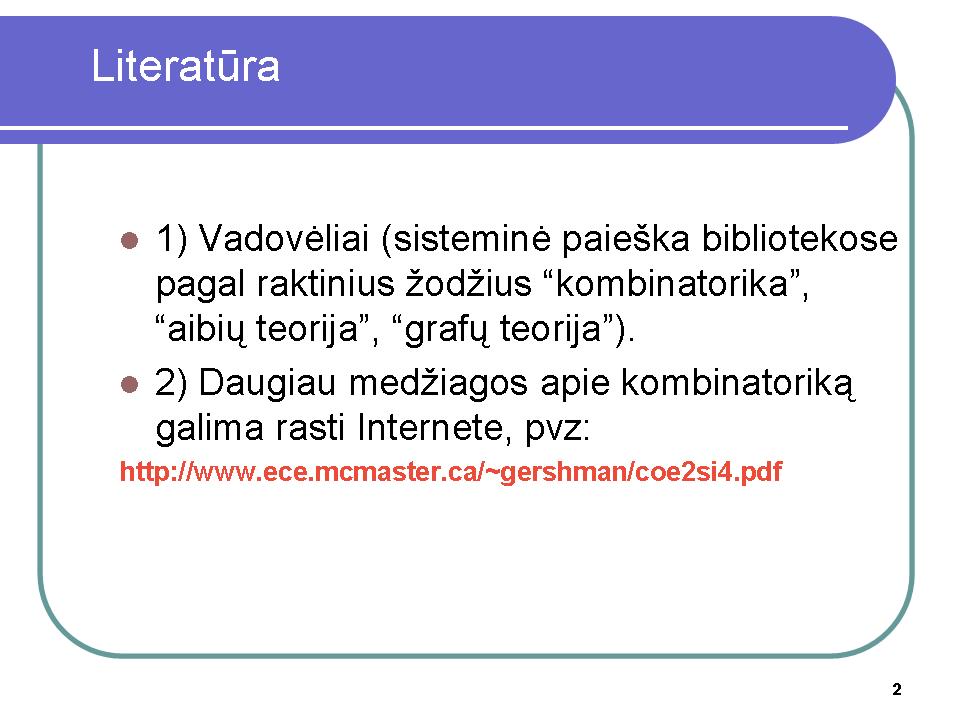 Literatūra
1) Vadovėliai (sisteminė paieška bibliotekose
pagal raktinius žodžius “kombinatorika”,
“aibių teorija”, “grafų teorija”).
2) Daugiau medžiagos apie kombinatoriką
galima rasti Internete, pvz:
http://www.ece.mcmaster.ca/~gershman/coe2si4.pdf
2